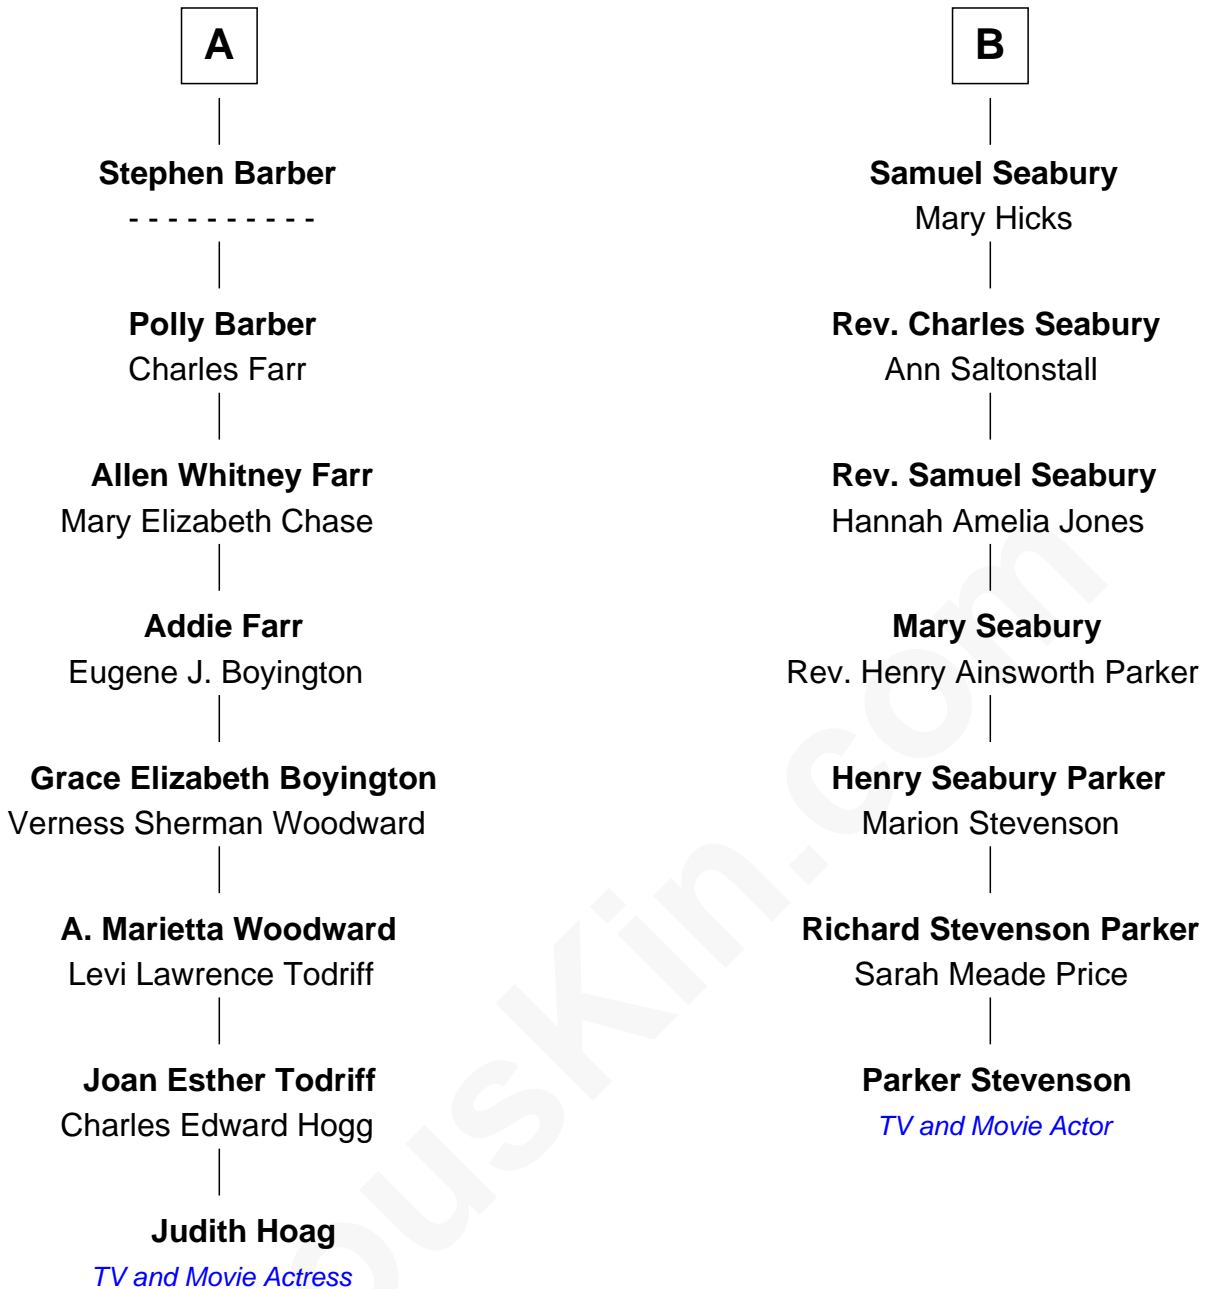 A
Stephen Barber
- - - - - - - - - -
Polly Barber
Charles Farr
Allen Whitney Farr
Mary Elizabeth Chase
Addie Farr
Eugene J. Boyington
Grace Elizabeth Boyington
Verness Sherman Woodward
A. Marietta Woodward
Levi Lawrence Todriff
Joan Esther Todriff
Charles Edward Hogg
Judith Hoag
TV and Movie Actress
B
Samuel Seabury
Mary Hicks
Rev. Charles Seabury
Ann Saltonstall
Rev. Samuel Seabury
Hannah Amelia Jones
Mary Seabury
Rev. Henry Ainsworth Parker
Henry Seabury Parker
Marion Stevenson
Richard Stevenson Parker
Sarah Meade Price
Parker Stevenson
TV and Movie Actor
ousKin.com